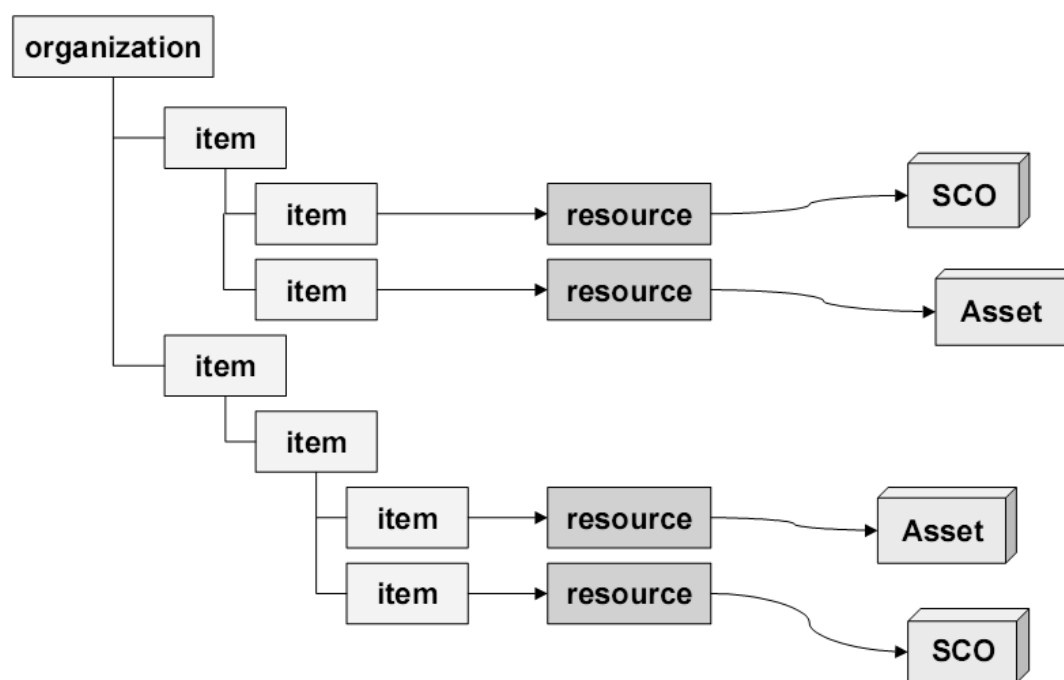 organization
item
item
resource
SCO
item
resource
Asset
item
item
item
resource
Asset
item
resource
SCO